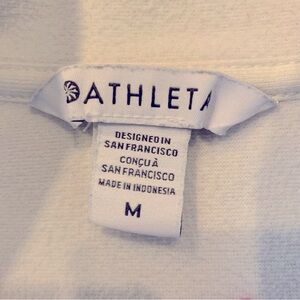 ATHLETA
DESIGNED IN
SAN FRANCISCO
CONÇU À
SAN FRANCISCO
MADE IN INDONESIA
M